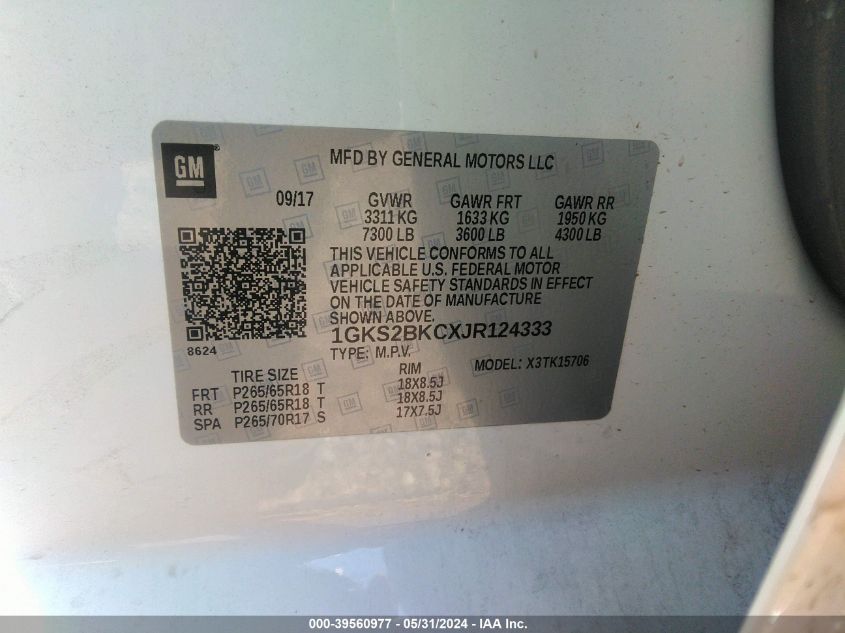 GM
MFD BY GENERAL MOTORS LLC
09/17 GVWR GAWR FRT GAWR RR
3311 KG 1633 KG 1950 KG
7300 LB 3600 LB 4300 LB
THIS VEHICLE CONFORMS TO ALL
APPLICABLE U.S. FEDERAL MOTOR
VEHICLE SAFETY STANDARDS IN EFFECT
ON THE DATE OF MANUFACTURE
SHOWN ABOVE.
8624
1GKS2BKCXJR124333
TYPE: M.P.V. MODEL: X3TK15706
TIRE SIZE RIM
FRT P265/65R18 T 18X8.5J
RR P265/65R18 T 18X8.5J
SPA P265/70R17 S 17X7.5J
000-39560977 - 05/31/2024 - IAA Inc.